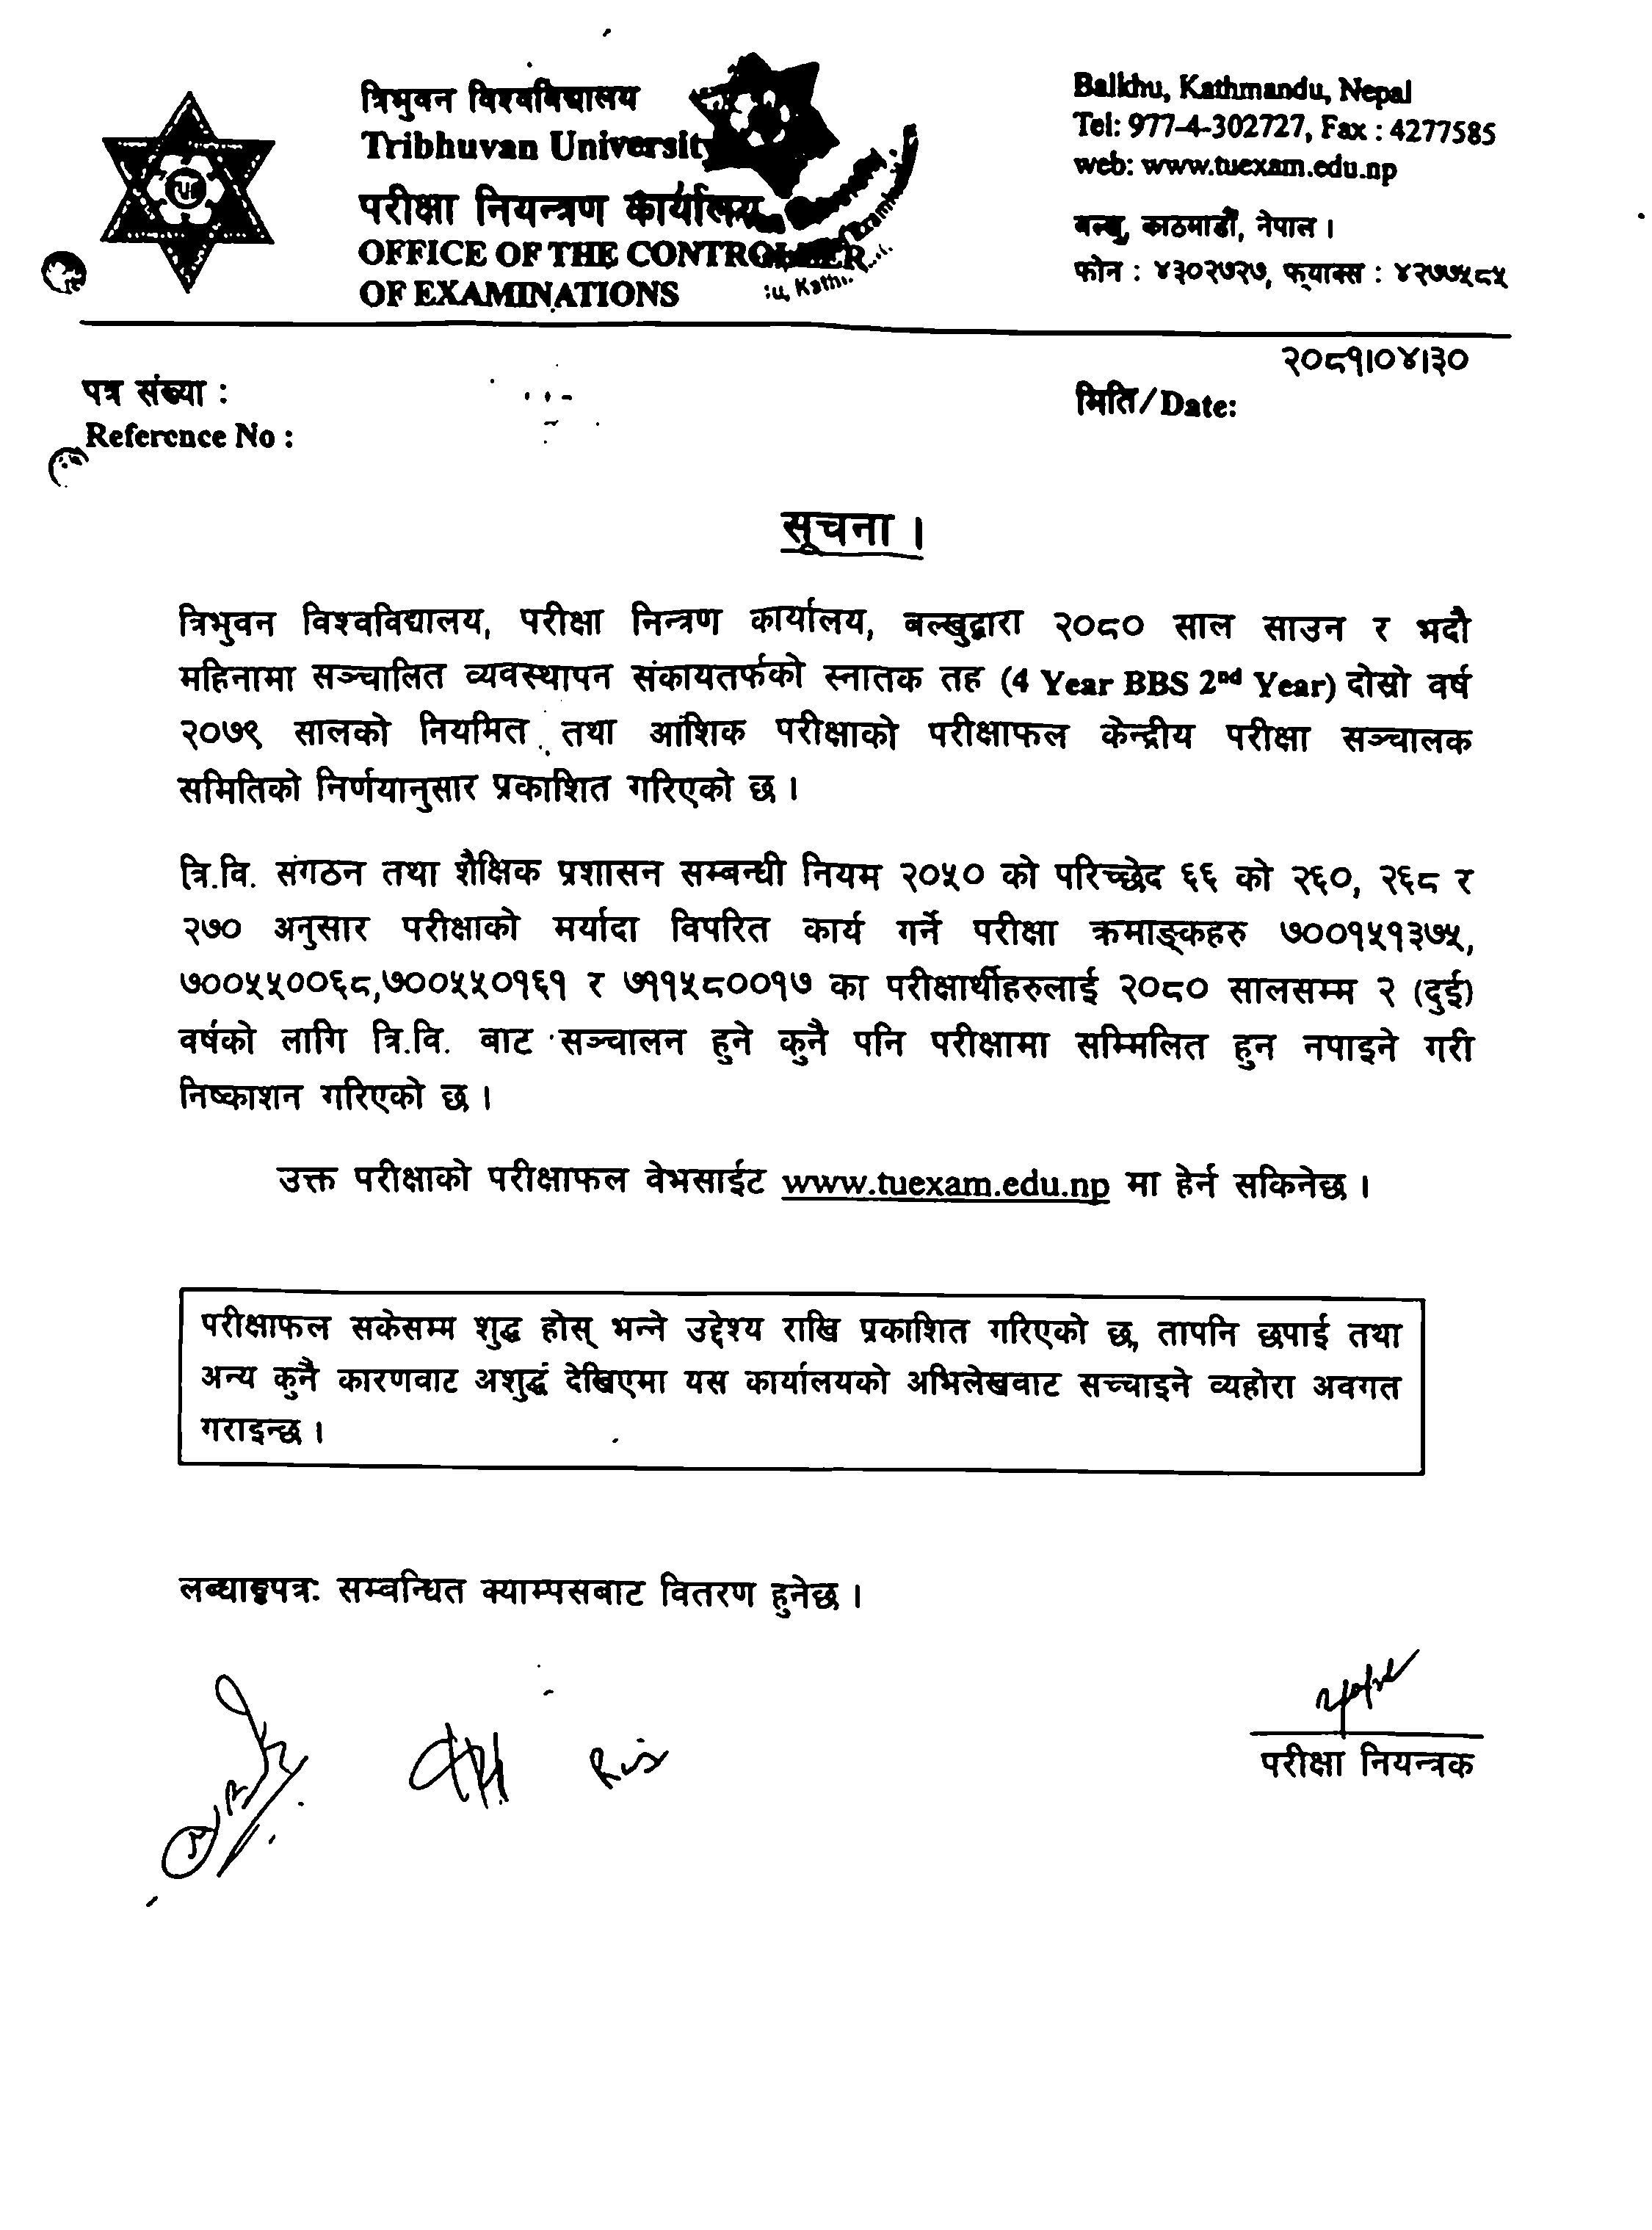 त्रिभुवन विश्वविद्यालय
Tribhuvan University
परीक्षा नियन्त्रण कार्यालय
OFFICE OF THE CONTROLLER
OF EXAMINATIONS
Balkhu, Kathmandu, Nepal
Tel: 977-4-302727, Fax : 4277585
web: www.tuexam.edu.np
बल्खु, काठमाडौं, नेपाल ।
फोन : ४३०२७२७, फ्याक्स : ४२७७५८५
२०८१।०४।३०
पत्र संख्या :
मिति/Date:
Reference No :
सूचना ।
त्रिभुवन विश्वविद्यालय, परीक्षा निन्त्रण कार्यालय, बल्खुद्वारा २०८० साल साउन र भदौ
महिनामा सञ्चालित व्यवस्थापन संकायतर्फको स्नातक तह (4 Year BBS 2nd Year) दोस्रो वर्ष
२०७९ सालको नियमित तथा आंशिक परीक्षाको परीक्षाफल केन्द्रीय परीक्षा सञ्चालक
समितिको निर्णयानुसार प्रकाशित गरिएको छ ।
त्रि.वि. संगठन तथा शैक्षिक प्रशासन सम्बन्धी नियम २०५० को परिच्छेद ६६ को २६०, २६८ र
२७० अनुसार परीक्षाको मर्यादा विपरित कार्य गर्ने परीक्षा क्रमाङ्कहरु ७००१५१३७५,
७००५५००६८,७००५५०१६१ र ७११५८००१७ का परीक्षार्थीहरुलाई २०८० सालसम्म २ (दुई)
वर्षको लागि त्रि.वि. बाट सञ्चालन हुने कुनै पनि परीक्षामा सम्मिलित हुन नपाइने गरी
निष्काशन गरिएको छ ।
उक्त परीक्षाको परीक्षाफल वेभसाईट www.tuexam.edu.np मा हेर्न सकिनेछ ।
परीक्षाफल सकेसम्म शुद्ध होस् भन्ने उद्देश्य राखि प्रकाशित गरिएको छ, तापनि छपाई तथा
अन्य कुनै कारणवाट अशुद्धं देखिएमा यस कार्यालयको अभिलेखवाट सच्चाइने व्यहोरा अवगत
गराइन्छ ।
लब्धाङ्कपत्रः सम्वन्धित क्याम्पसबाट वितरण हुनेछ ।
परीक्षा नियन्त्रक